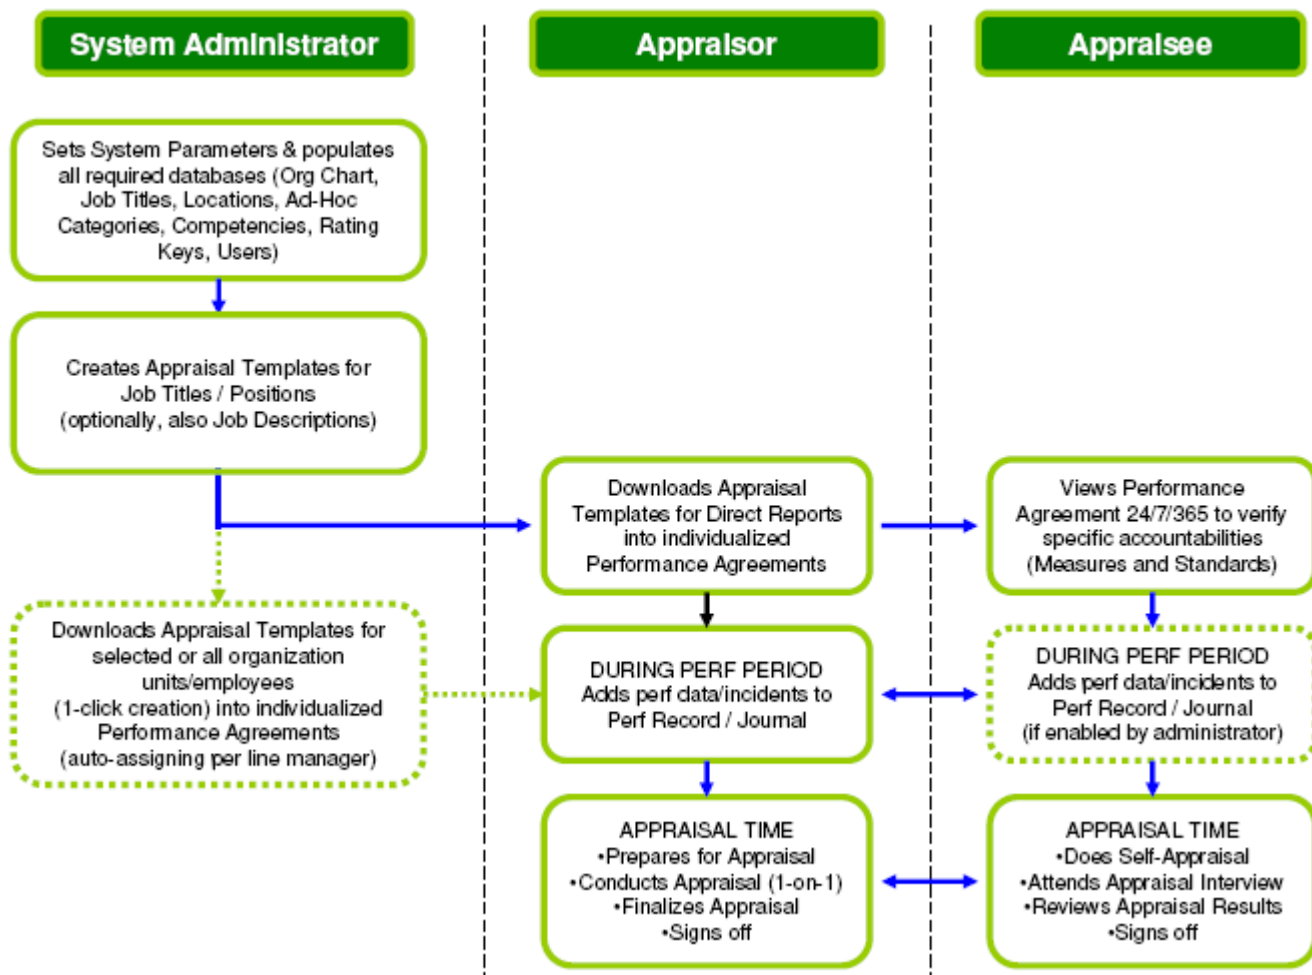 System Administrator
Appraisor
Appraisee
Sets System Parameters & populates
all required databases (Org Chart,
Job Titles, Locations, Ad-Hoc
Categories, Competencies, Rating
Keys, Users)
Creates Appraisal Templates for
Job Titles / Positions
(optionally, also Job Descriptions)
Downloads Appraisal
Templates for Direct Reports
into individualized
Performance Agreements
Views Performance
Agreement 24/7/365 to verify
specific accountabilities
(Measures and Standards)
Downloads Appraisal Templates for
selected or all organization
units/employees
(1-click creation) into individualized
Performance Agreements
(auto-assigning per line manager)
DURING PERF PERIOD
Adds perf data/incidents to
Perf Record / Journal
DURING PERF PERIOD
Adds perf data/incidents to
Perf Record / Journal
(if enabled by administrator)
APPRAISAL TIME
•Prepares for Appraisal
•Conducts Appraisal (1-on-1)
•Finalizes Appraisal
•Signs off
APPRAISAL TIME
•Does Self-Appraisal
•Attends Appraisal Interview
•Reviews Appraisal Results
•Signs off